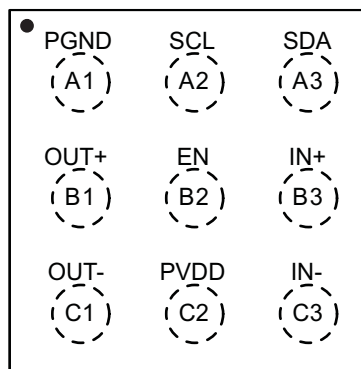 PGND SCL SDA
A1 A2 A3
OUT+ EN IN+
B1 B2 B3
OUT- PVDD IN-
C1 C2 C3